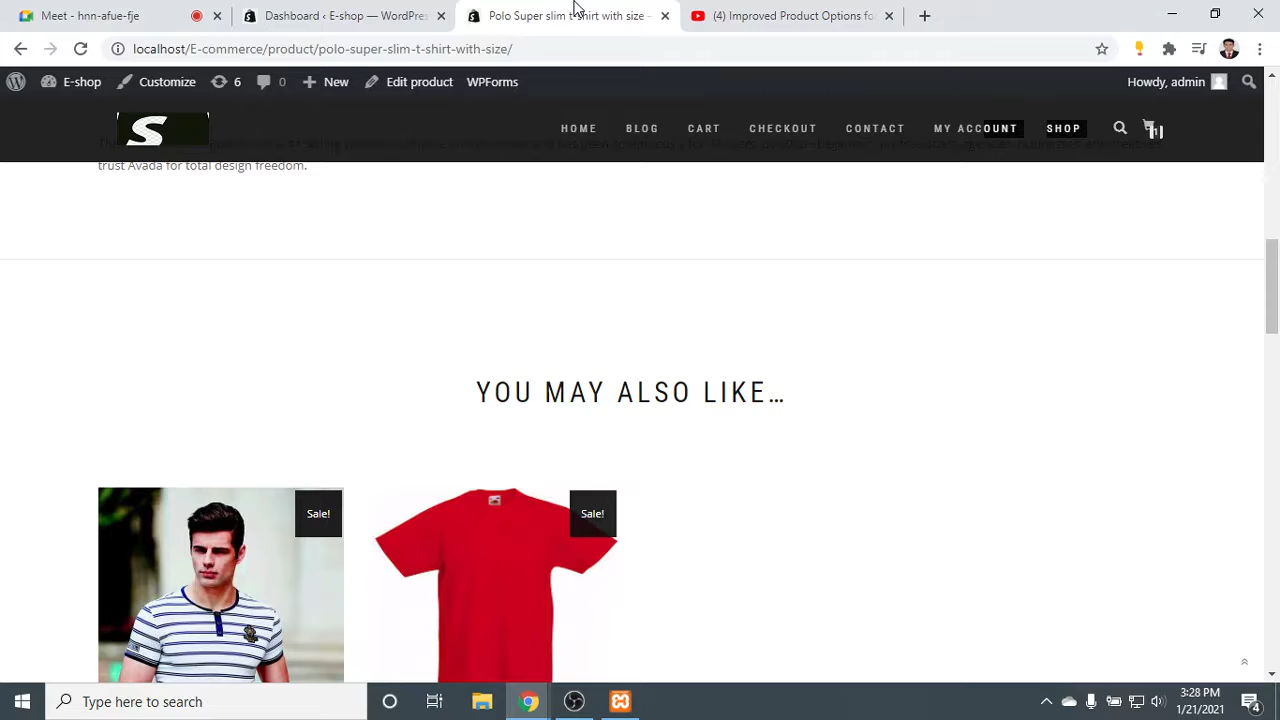 Meet - hnn-afue-fje
Dashboard ‹ E-shop — WordPre
Polo Super slim t-shirt with size -
(4) Improved Product Options fo
localhost/E-commerce/product/polo-super-slim-t-shirt-with-size/
E-shop
Customize
6
0
New
Edit product
WPForms
Howdy, admin
S
HOME
BLOG
CART
CHECKOUT
CONTACT
MY ACCOUNT
SHOP
trust Avada for total design freedom.
YOU MAY ALSO LIKE…
Sale!
Sale!
Type here to search
3:28 PM
1/21/2021
4